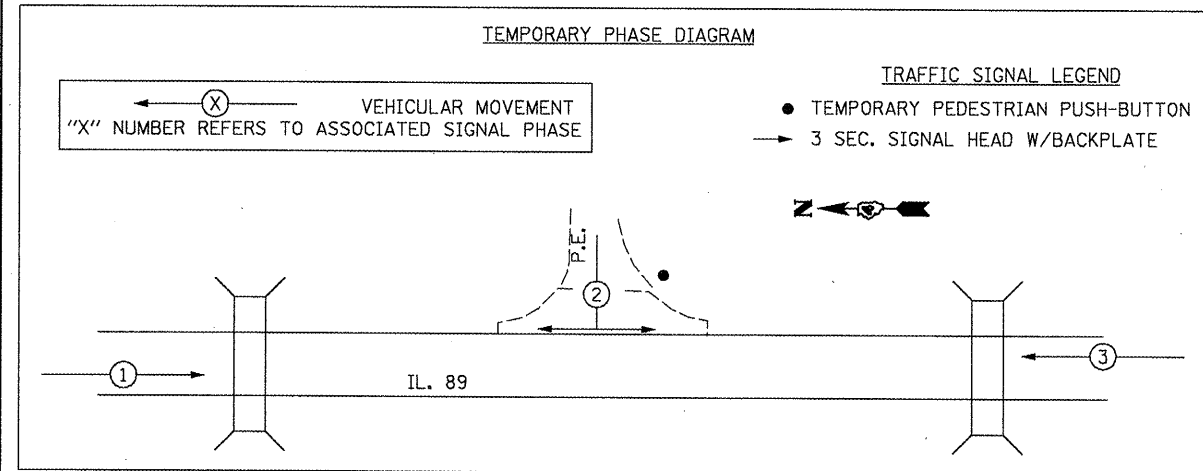 TEMPORARY PHASE DIAGRAM
X VEHICULAR MOVEMENT
"X" NUMBER REFERS TO ASSOCIATED SIGNAL PHASE
TRAFFIC SIGNAL LEGEND
TEMPORARY PEDESTRIAN PUSH-BUTTON
3 SEC. SIGNAL HEAD W/BACKPLATE
N
P.E.
2
1
IL. 89
3